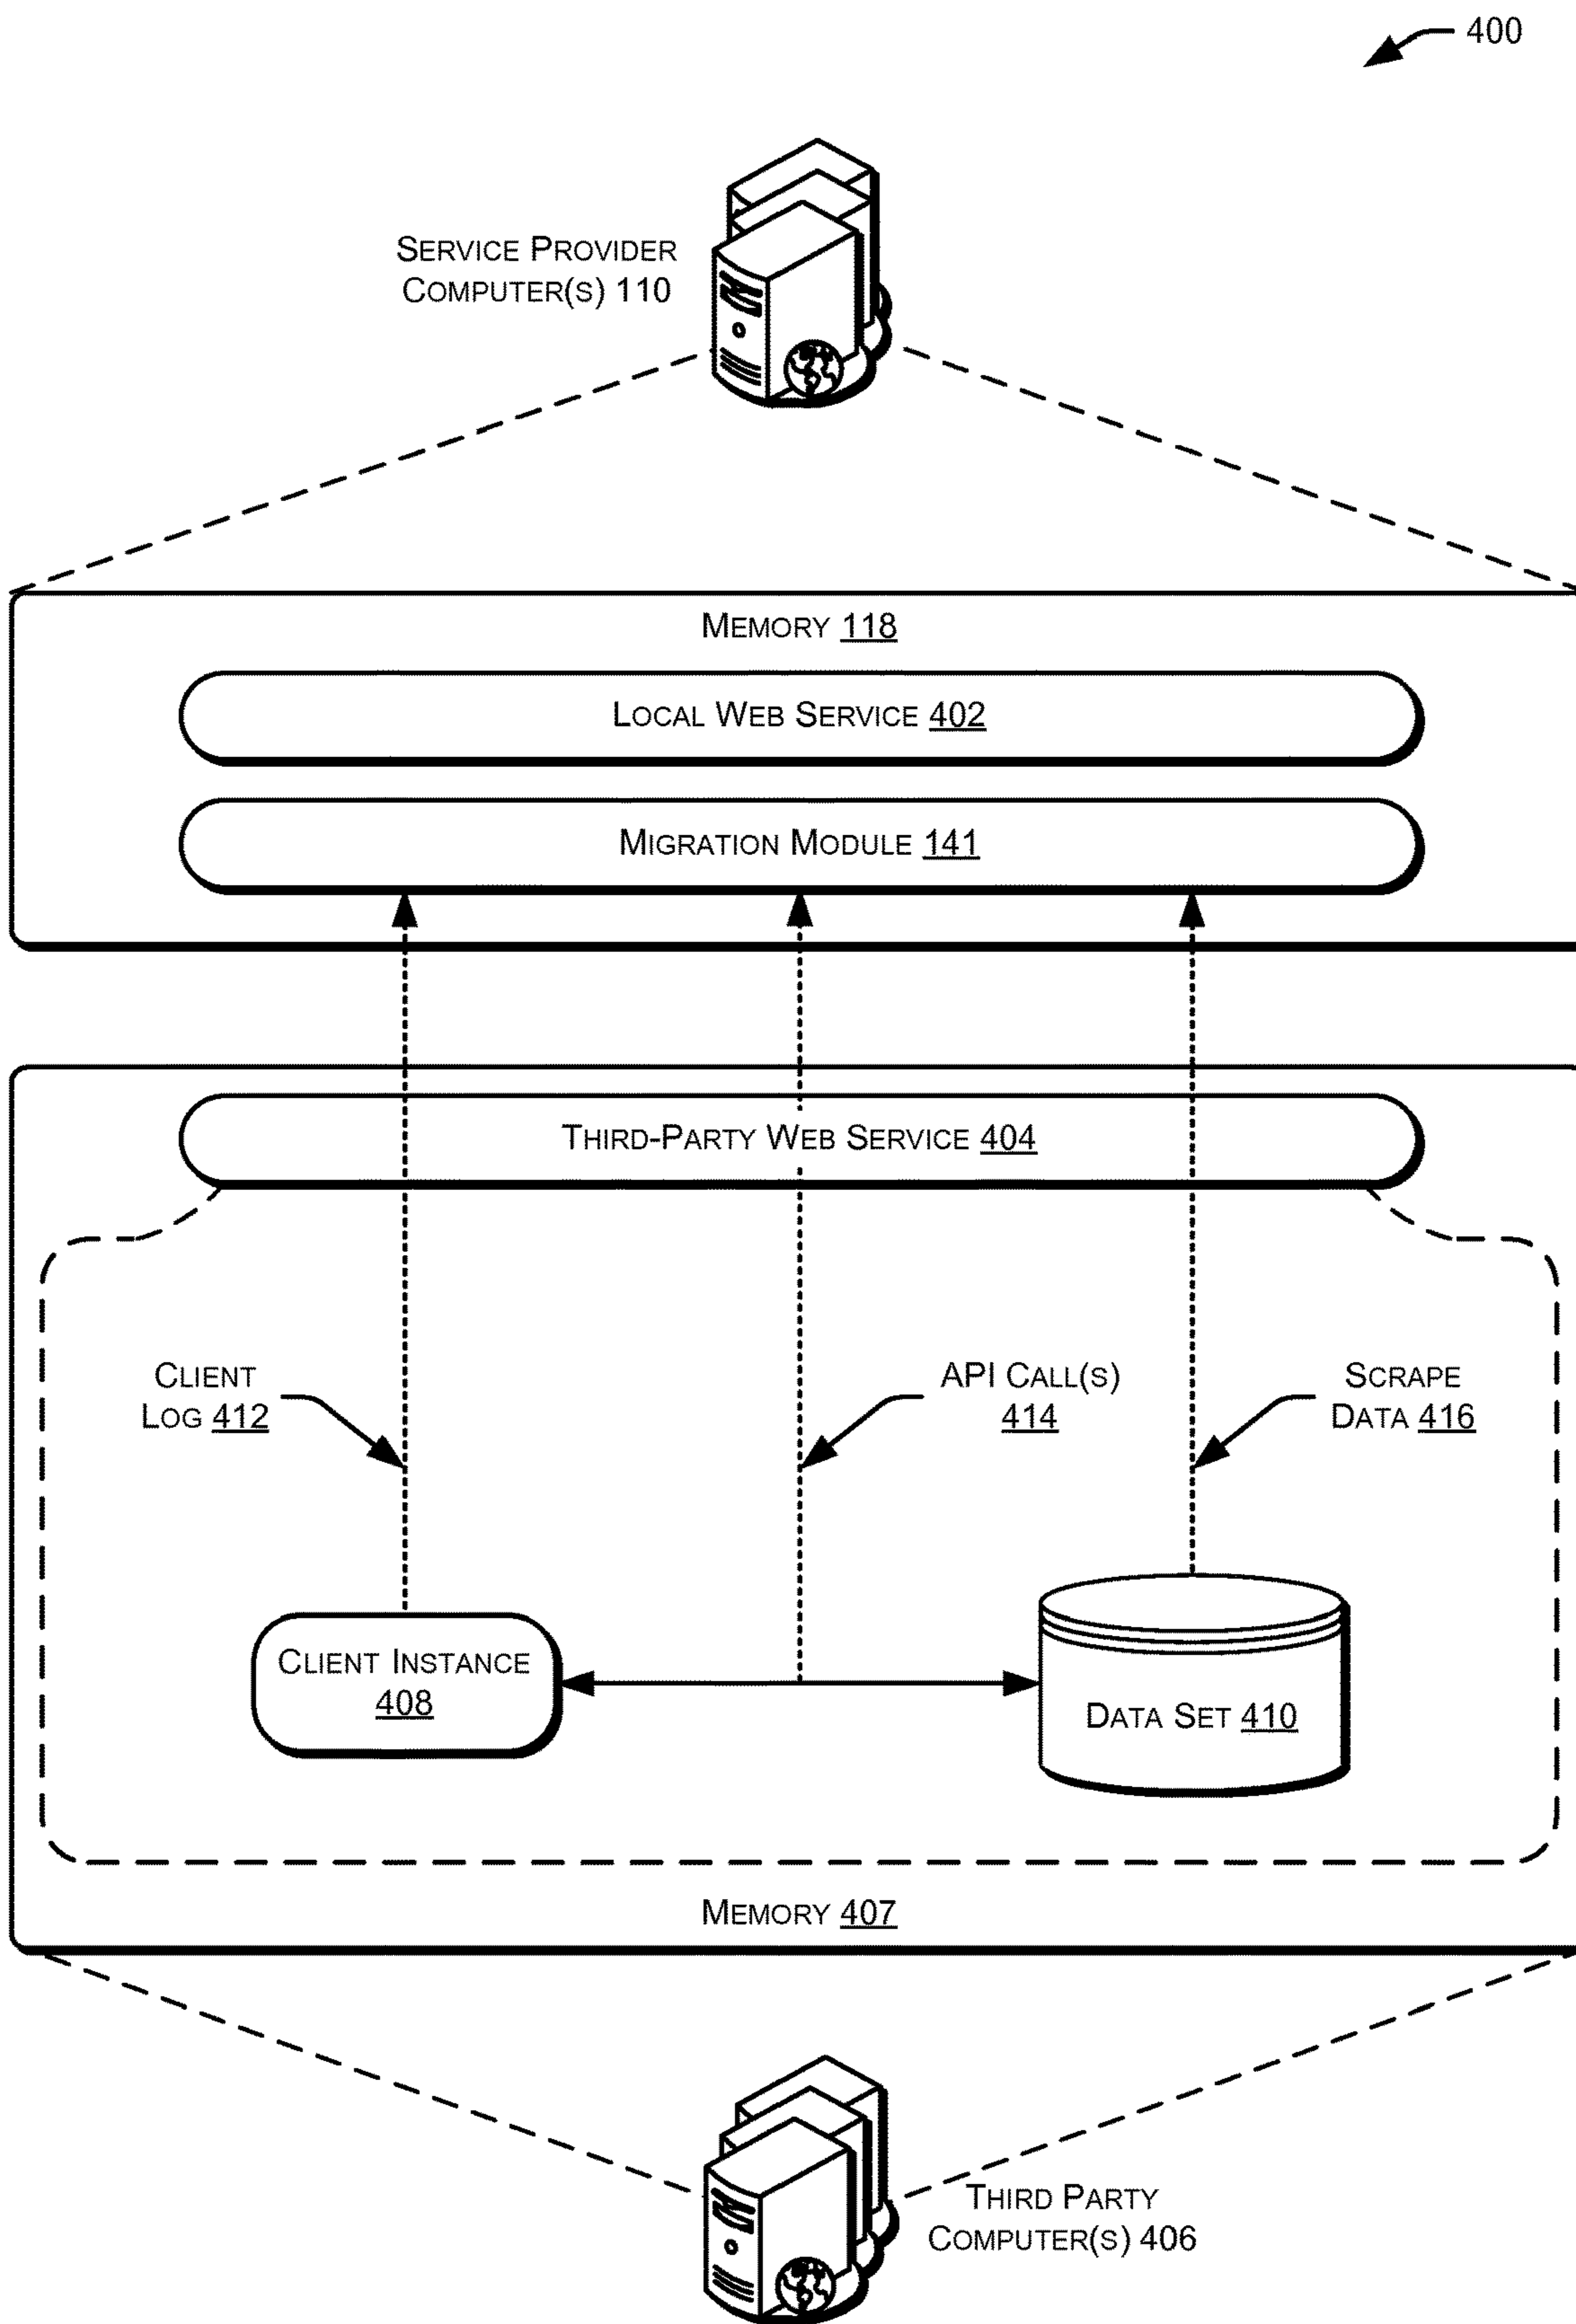 400
SERVICE PROVIDER
COMPUTER(S) 110
MEMORY 118
LOCAL WEB SERVICE 402
MIGRATION MODULE 141
THIRD-PARTY WEB SERVICE 404
CLIENT
LOG 412
API CALL(S)
414
SCRAPE
DATA 416
CLIENT INSTANCE
408
DATA SET 410
MEMORY 407
THIRD PARTY
COMPUTER(S) 406